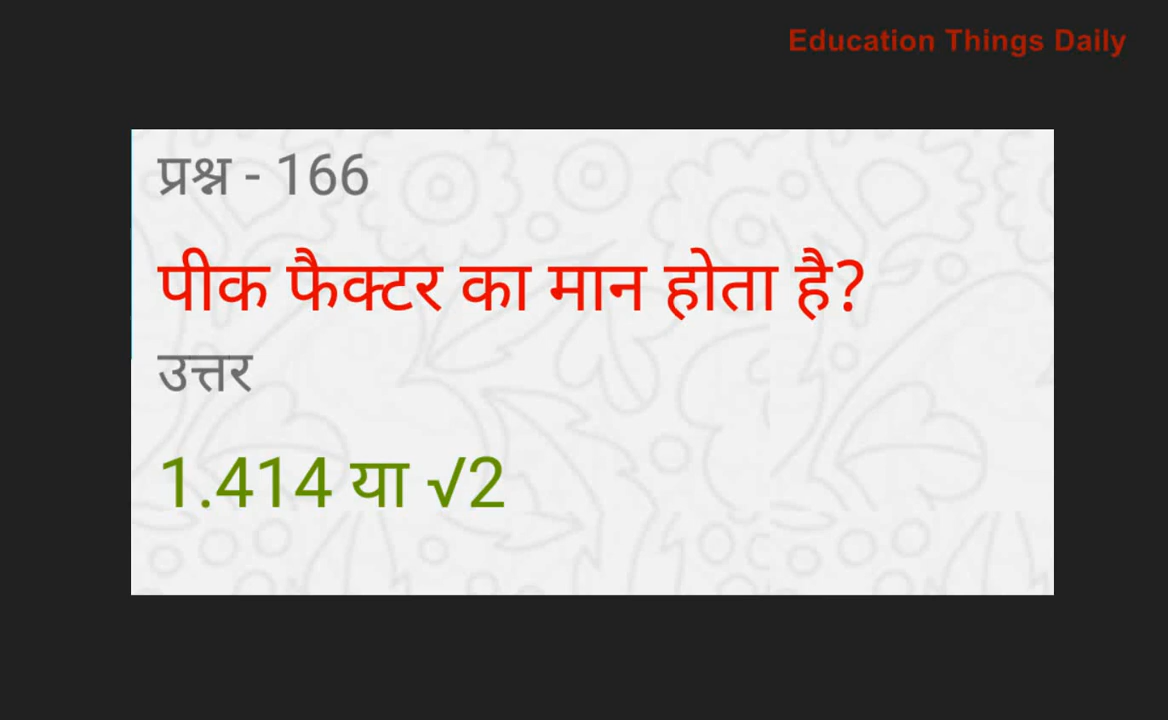 Education Things Daily
प्रश्न - 166
पीक फैक्टर का मान होता है?
उत्तर
1.414 या √2